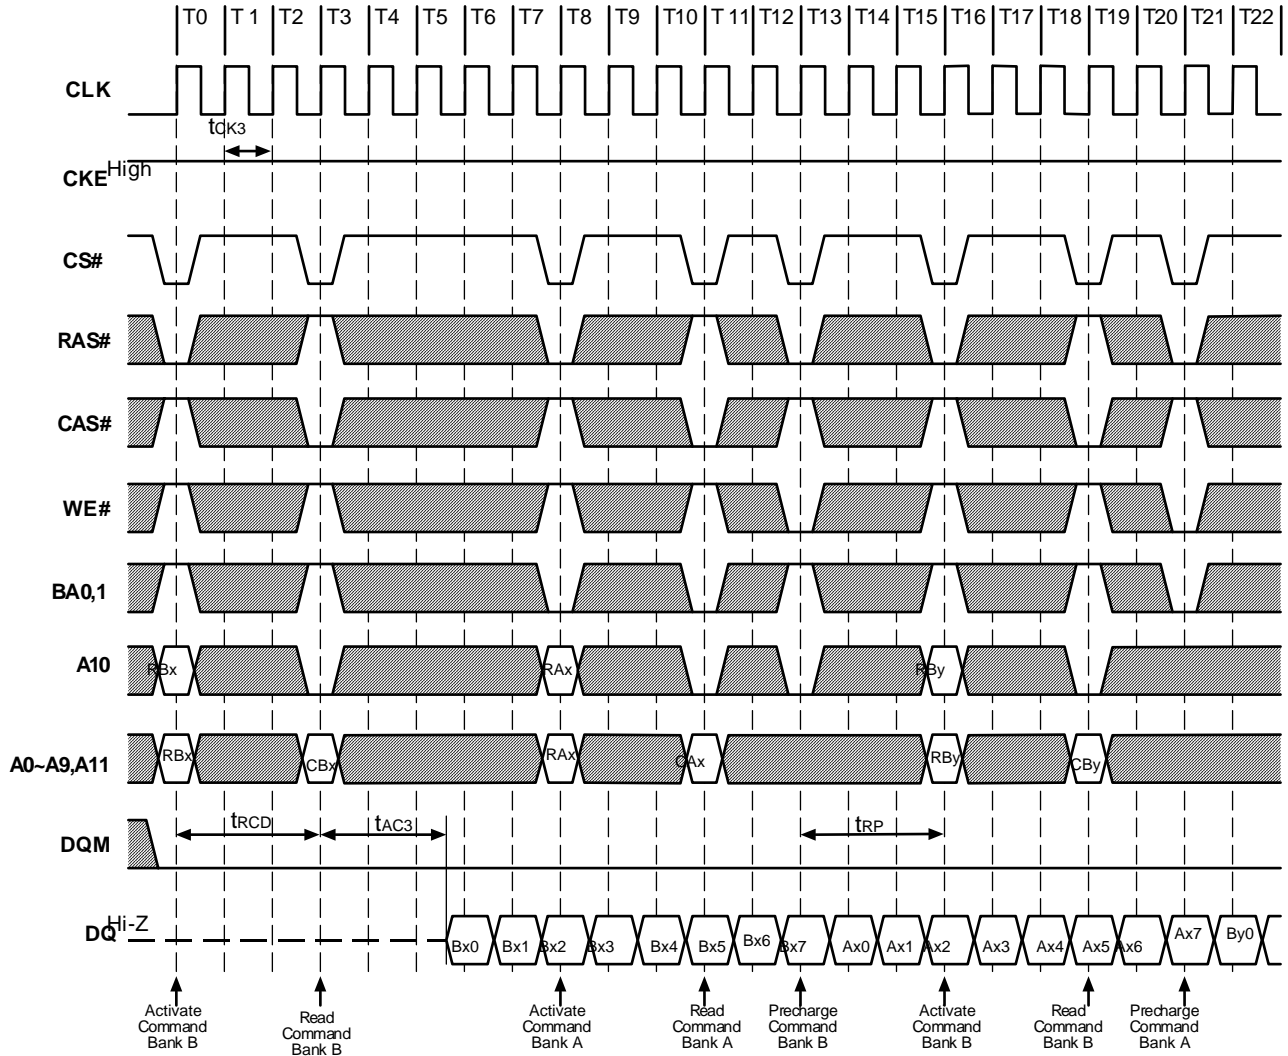 T0 T 1 T2 T3 T4 T5 T6 T7 T8 T9 T10 T 11 T12 T13 T14 T15 T16 T17 T18 T19 T20 T21 T22
CLK
tCK3
High
CKE
CS#
RAS#
CAS#
WE#
BA0,1
A10
RBx RAx RBy
A0~A9,A11
RBx CBx RAx CAx RBy CBy
tRCD tAC3 tRP
DQM
Hi-Z
DQ
Bx0 Bx1 Bx2 Bx3 Bx4 Bx5 Bx6 Bx7 Ax0 Ax1 Ax2 Ax3 Ax4 Ax5 Ax6 Ax7 By0
Activate
Command
Bank B
Read
Command
Bank B
Activate
Command
Bank A
Read
Command
Bank A
Precharge
Command
Bank B
Activate
Command
Bank B
Read
Command
Bank B
Precharge
Command
Bank A